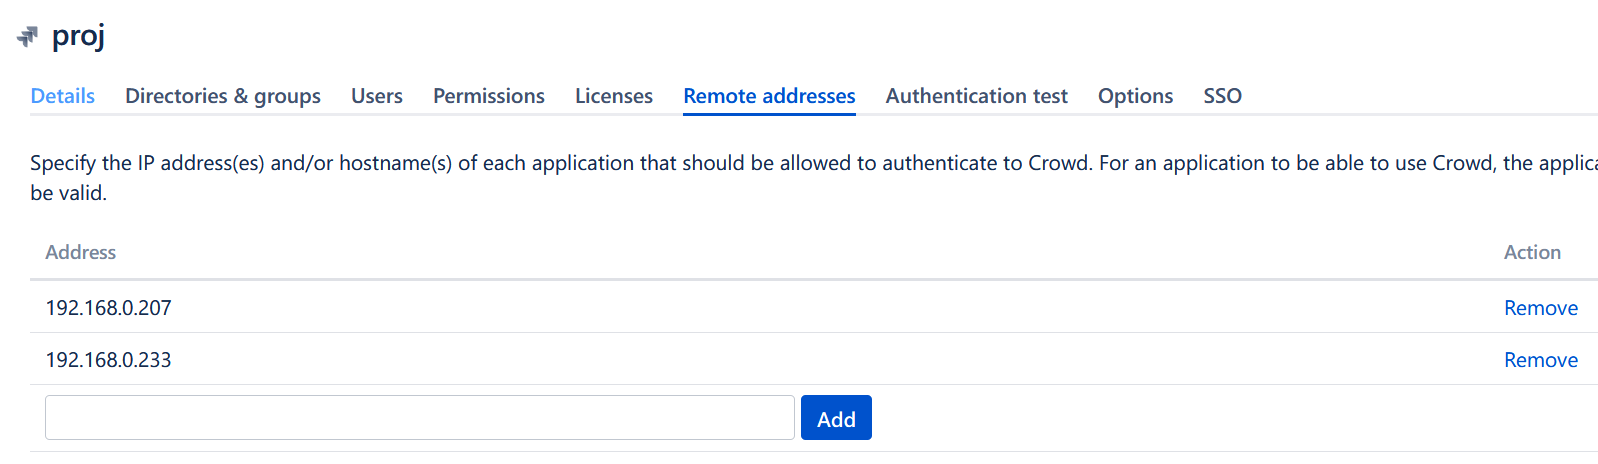 proj
Details Directories & groups Users Permissions Licenses Remote addresses Authentication test Options SSO
Specify the IP address(es) and/or hostname(s) of each application that should be allowed to authenticate to Crowd. For an application to be able to use Crowd, the
be valid.
Address Action
192.168.0.207 Remove
192.168.0.233 Remove
Add